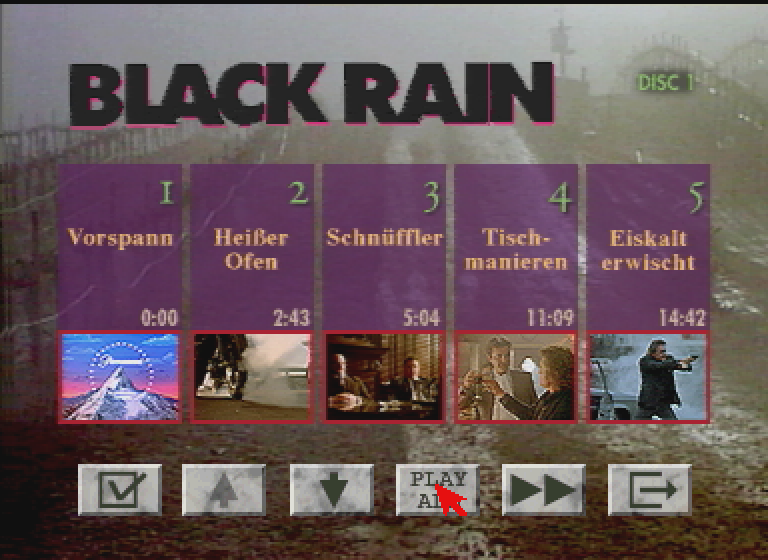 BLACK RAIN
DISC 1
1
Vorspann
0:00
2
Heißer
Ofen
2:43
3
Schnüffler
5:04
4
Tisch-
manieren
11:09
5
Eiskalt
erwischt
14:42
PLAY